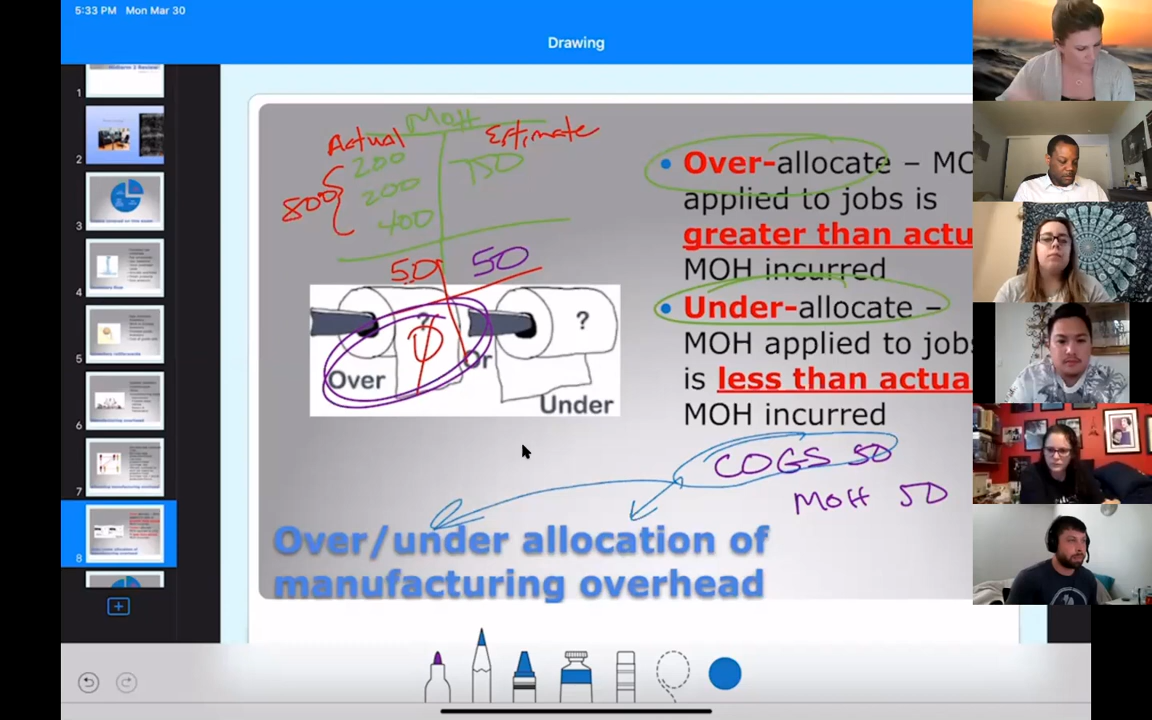 5:33 PM Mon Mar 30
Drawing
1
2
3
4
5
6
7
8
MOH
Actual
Estimate
200
750
200
800
400
50
50
?
?
Over
Or
Under
φ
• Over-allocate – MO
applied to jobs is
greater than actu
MOH incurred
• Under-allocate –
MOH applied to jobs
is less than actua
MOH incurred
COGS 50
MOH 50
Over/under allocation of
manufacturing overhead